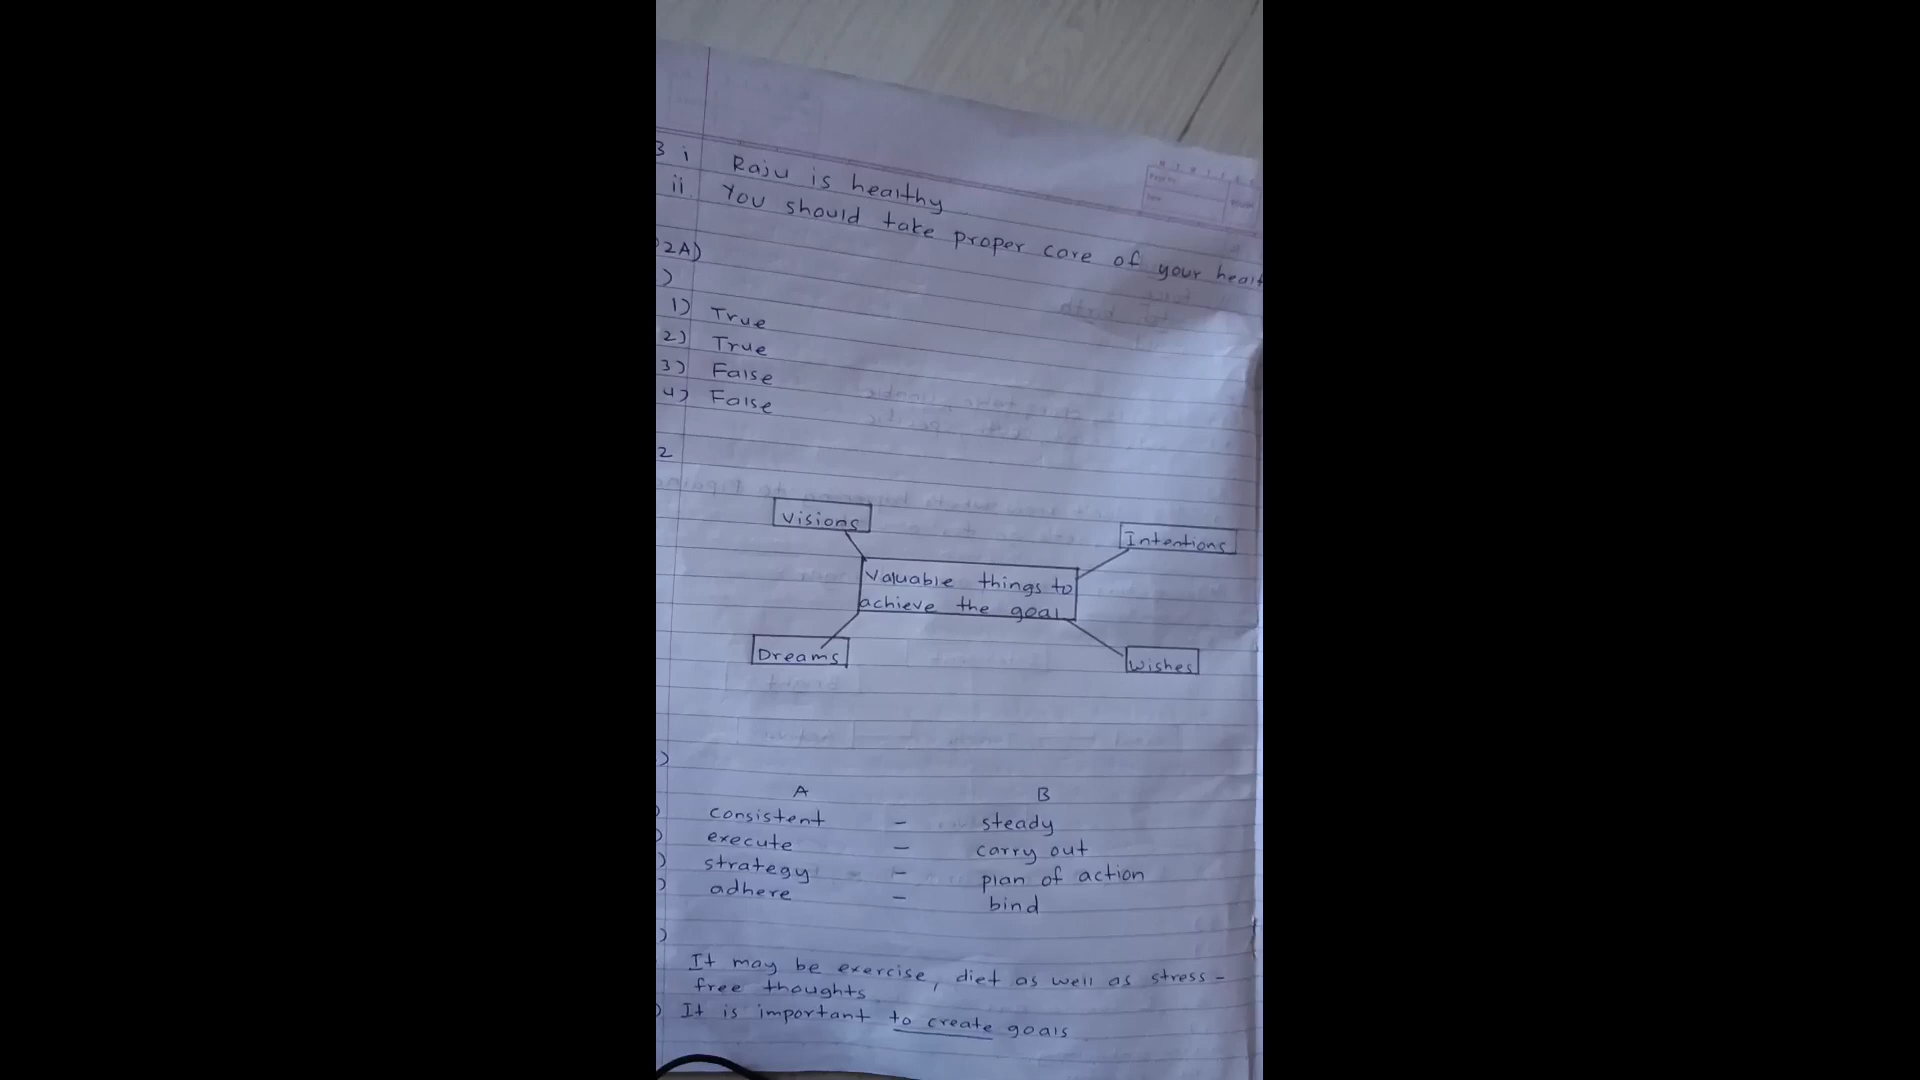 B i Raju is healthy
ii You should take proper care of your healt
2A)
)
1) True
2) True
3) False
4) False
2
Visions
Intentions
Valuable things to
achieve the goal
Dreams
Wishes
)
A B
) consistent - steady
) execute - carry out
) strategy - plan of action
) adhere - bind
)
It may be exercise, diet as well as stress-
free thoughts
) It is important to create goals